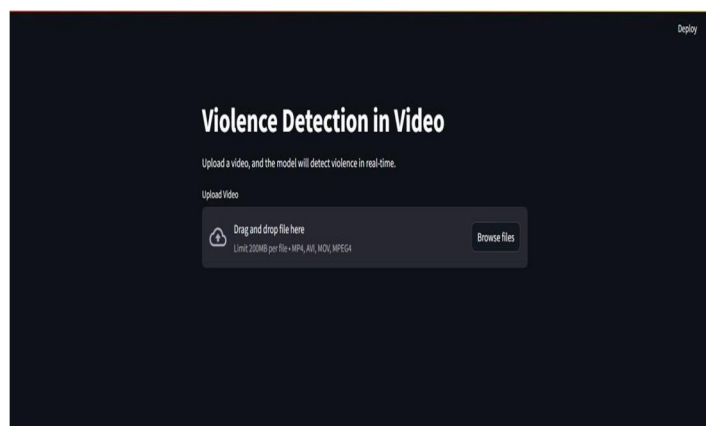 Deploy
Violence Detection in Video
Upload a video, and the model will detect violence in real-time.
Upload Video
Drag and drop file here
Limit 200MB per file • MP4, AVI, MOV, MPEG4
Browse files